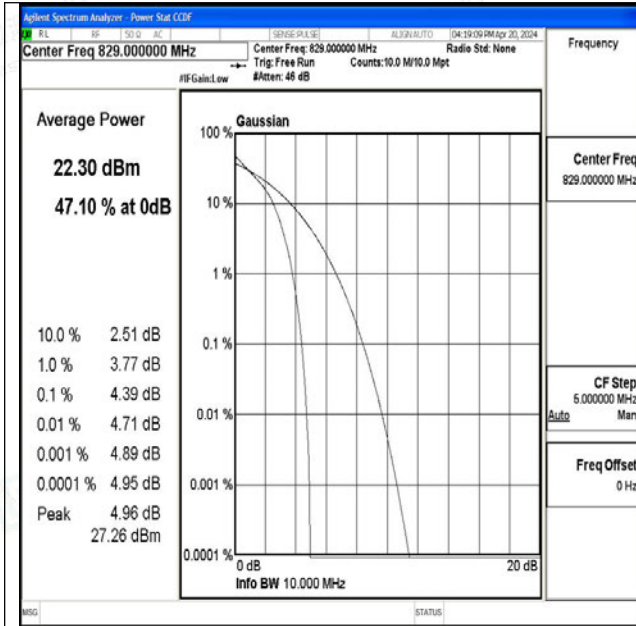 Agilent Spectrum Analyzer - Power Stat CCDF
RL RF 50 Ω AC SENSE:PULSE ALIGNAUTO 04:19:09 PM Apr 20, 2024
Center Freq 829.000000 MHz
Center Freq: 829.000000 MHz Radio Std: None
Trig: Free Run Counts:10.0 M/10.0 Mpt
#IFGain:Low #Atten: 46 dB
Frequency
Average Power
22.30 dBm
47.10 % at 0dB
10.0 % 2.51 dB
1.0 % 3.77 dB
0.1 % 4.39 dB
0.01 % 4.71 dB
0.001 % 4.89 dB
0.0001 % 4.95 dB
Peak 4.96 dB
27.26 dBm
Gaussian
100 %
10 %
1 %
0.1 %
0.01 %
0.001 %
0.0001 %
0 dB 20 dB
Info BW 10.000 MHz
Center Freq
829.000000 MHz
CF Step
5.000000 MHz
Auto Man
Freq Offset
0 Hz
MSG STATUS